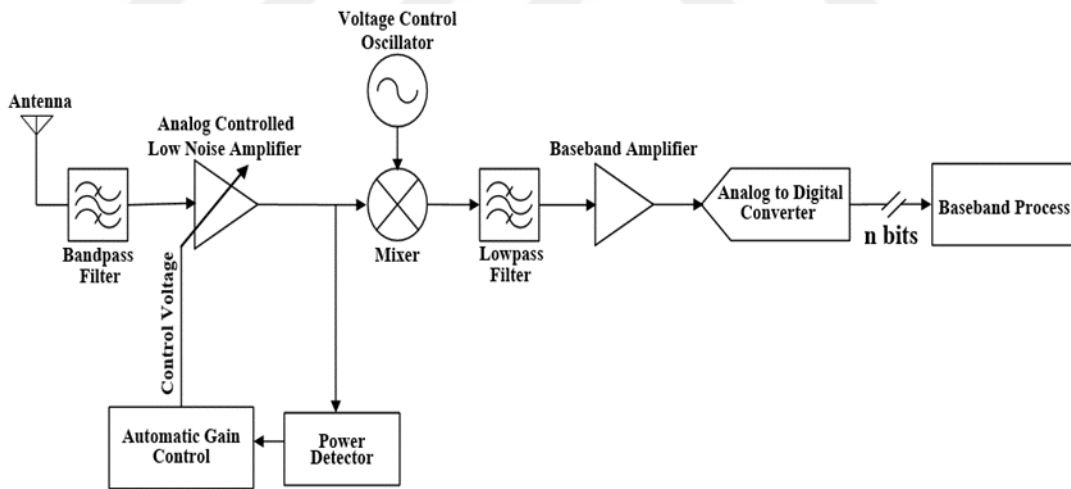 Voltage Control
Oscillator
Antenna
Analog Controlled
Low Noise Amplifier
Baseband Amplifier
Analog to Digital
Converter
Baseband Process
n bits
Bandpass
Filter
Mixer
Lowpass
Filter
Control Voltage
Automatic Gain
Control
Power
Detector